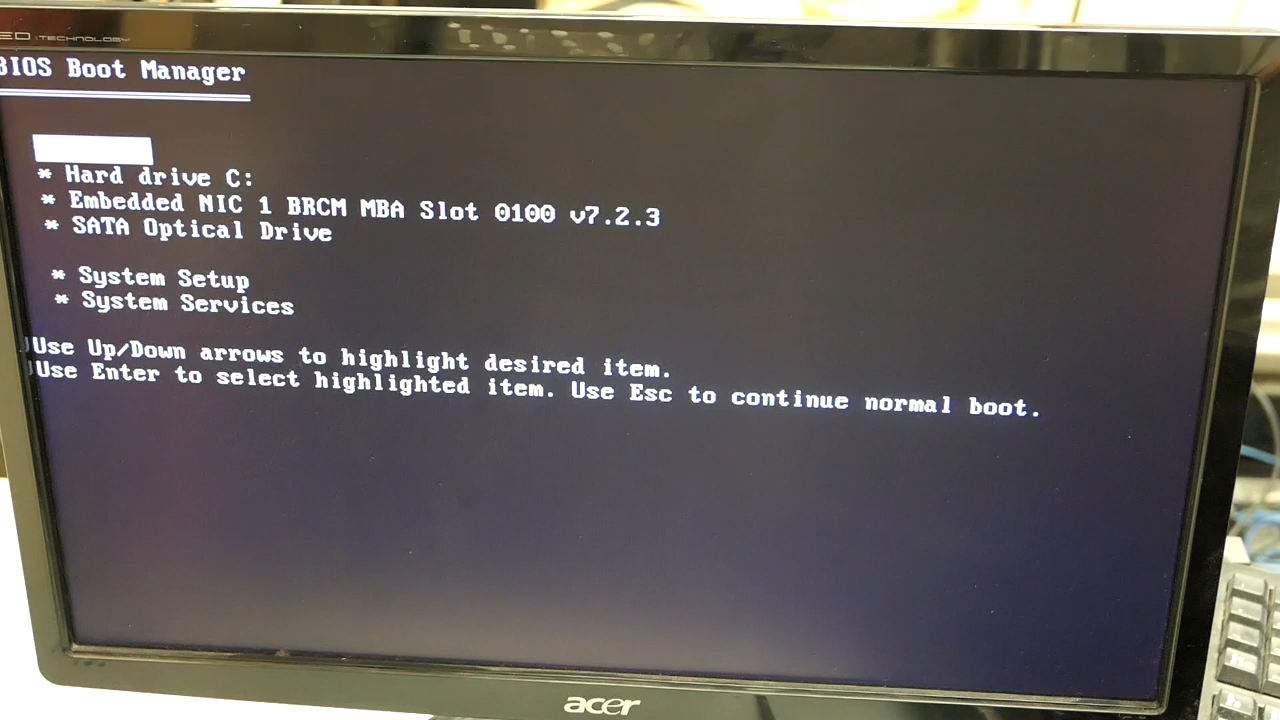 ED TECHNOLOGY
BIOS Boot Manager
* Hard drive C:
* Embedded NIC 1 BRCM MBA Slot 0100 v7.2.3
* SATA Optical Drive
* System Setup
* System Services
Use Up/Down arrows to highlight desired item.
Use Enter to select highlighted item. Use Esc to continue normal boot.
acer